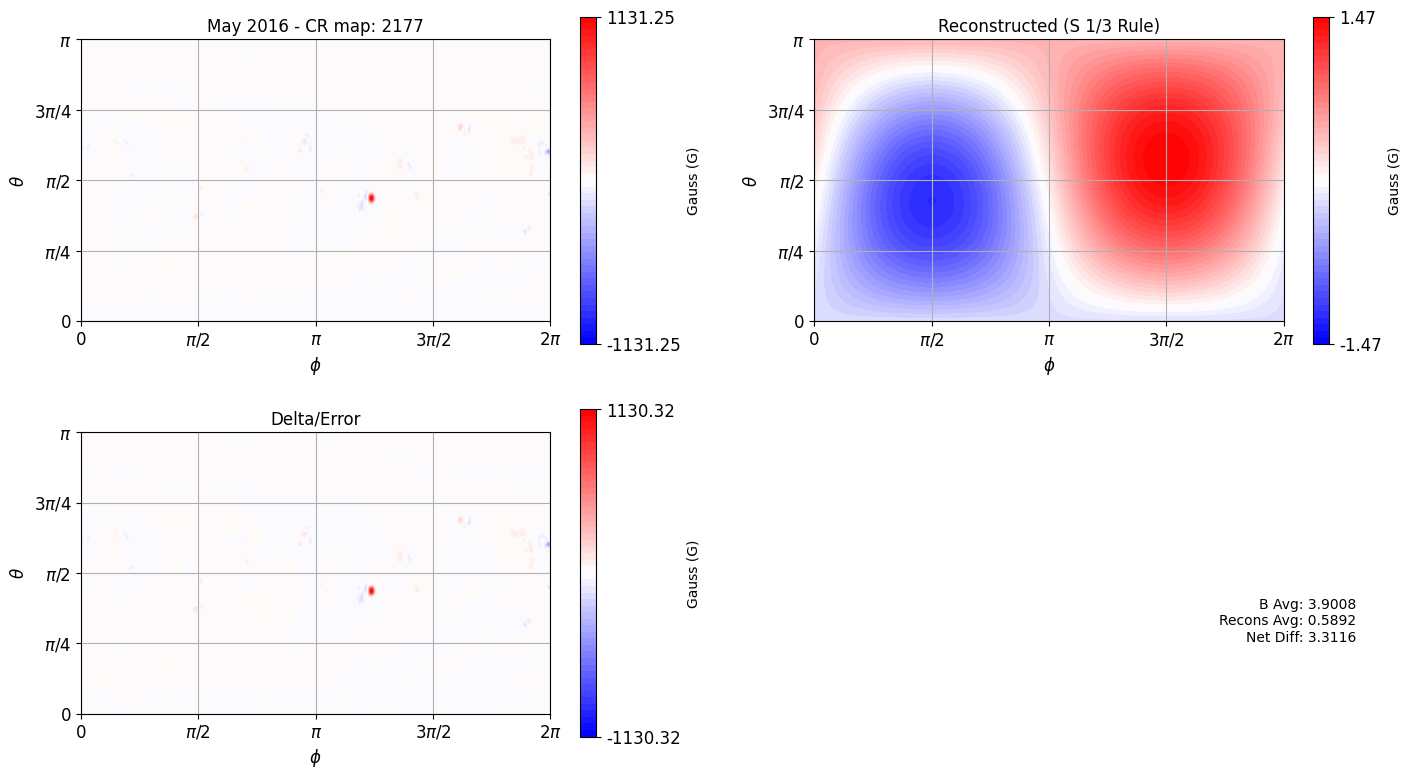 May 2016 - CR map: 2177
π
3π/4
π/2
π/4
0
θ
0 π/2 π 3π/2 2π
ϕ
1131.25
-1131.25
Gauss (G)
Reconstructed (S 1/3 Rule)
π
3π/4
π/2
π/4
0
θ
0 π/2 π 3π/2 2π
ϕ
1.47
-1.47
Gauss (G)
Delta/Error
π
3π/4
π/2
π/4
0
θ
0 π/2 π 3π/2 2π
ϕ
1130.32
-1130.32
Gauss (G)
B Avg: 3.9008
Recons Avg: 0.5892
Net Diff: 3.3116